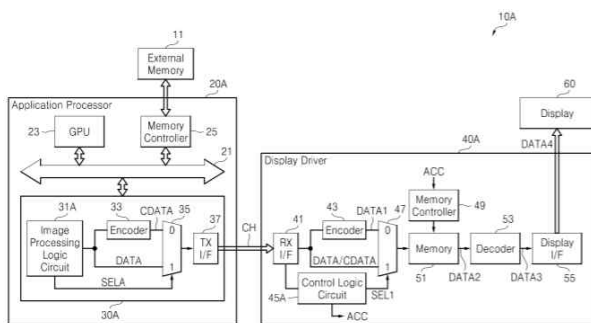 10A
11
External
Memory
20A
Application Processor
23
GPU
Memory
Controller
25
21
31A
Image
Processing
Logic
Circuit
33
Encoder
CDATA
35
0
1
DATA
SELA
37
TX
I/F
30A
CH
60
Display
DATA4
40A
Display Driver
ACC
Memory
Controller
49
41
RX
I/F
43
Encoder
DATA1
47
0
1
DATA/CDATA
Control Logic
Circuit
45A
SEL1
ACC
Memory
51
DATA2
53
Decoder
DATA3
Display
I/F
55